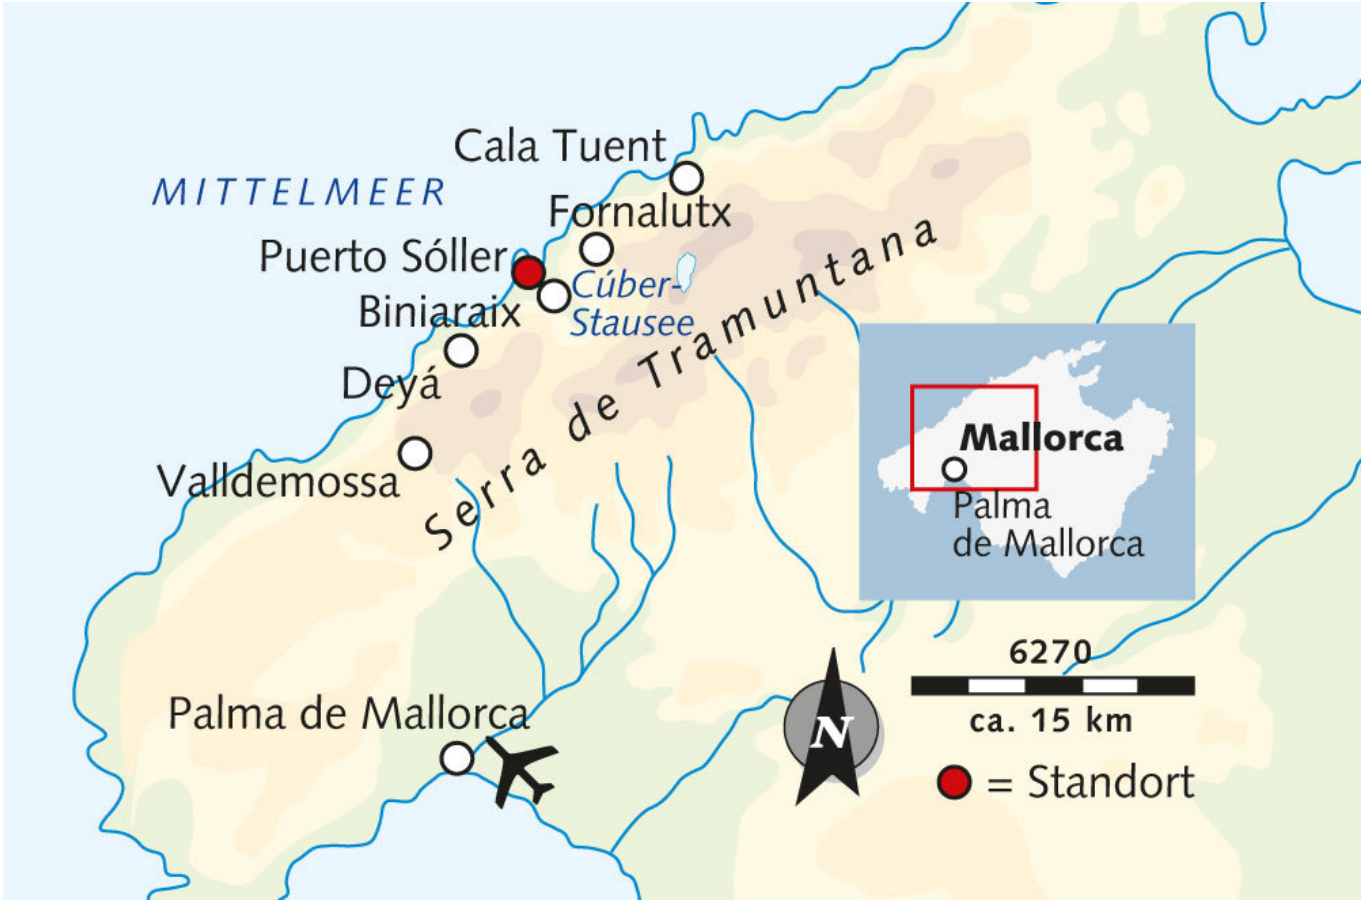 Cala Tuent
MITTELMEER
Fornalutx
Puerto Sóller
Cúber-
Stausee
Biniaraix
Deyá
Serra de Tramuntana
Valldemossa
Mallorca
Palma
de Mallorca
6270
ca. 15 km
Palma de Mallorca
N
= Standort